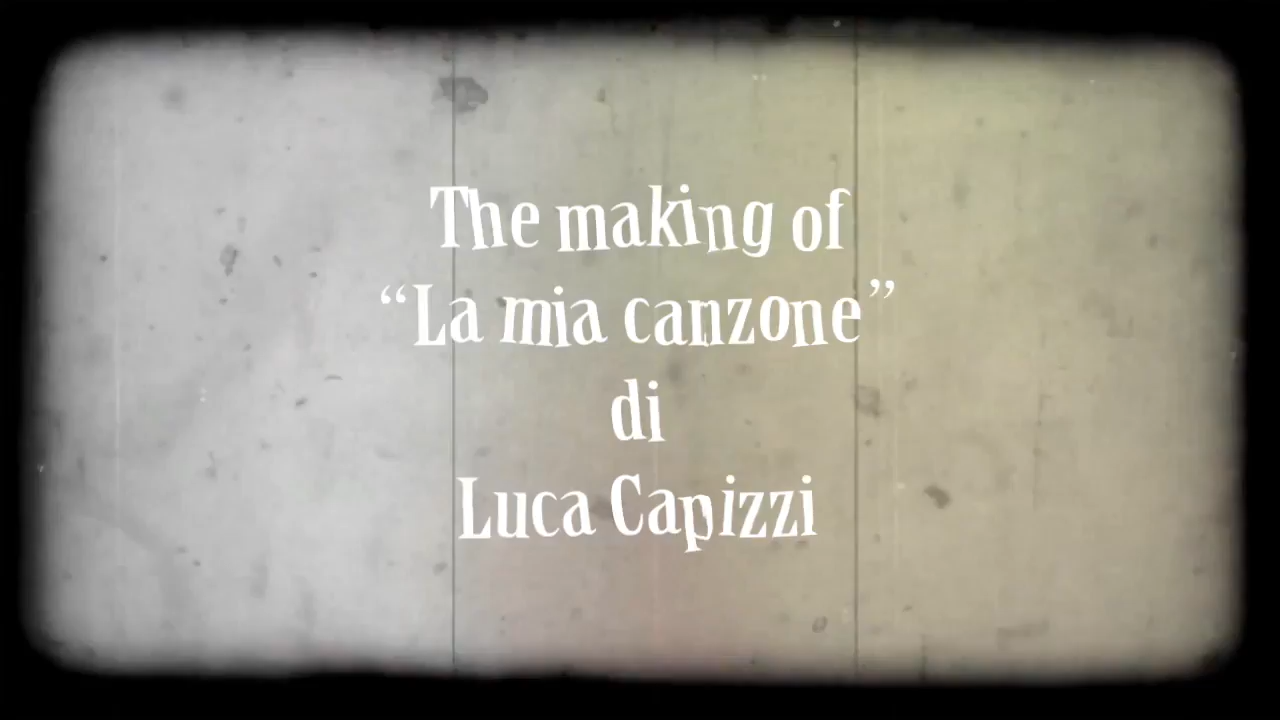 The making of
“La mia canzone”
di
Luca Capizzi